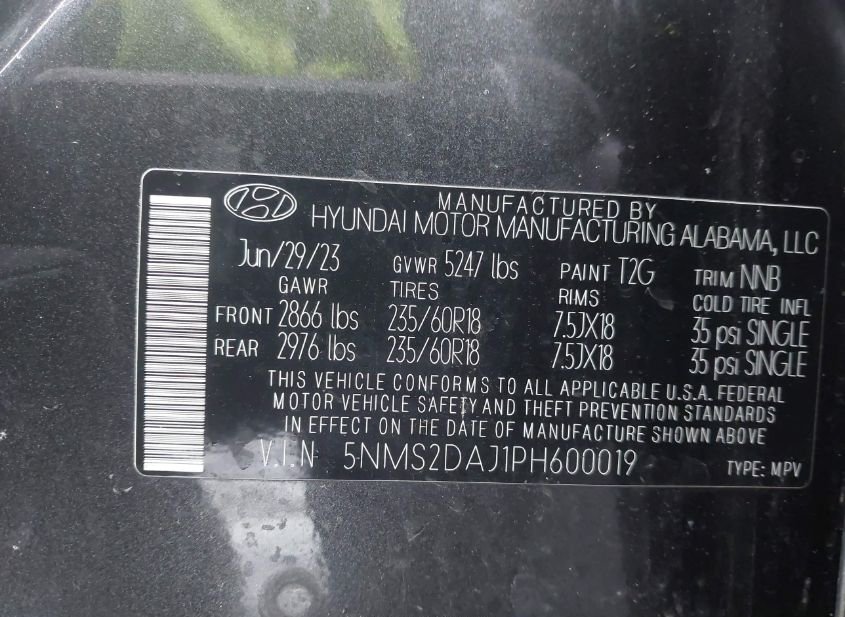 MANUFACTURED BY
HYUNDAI MOTOR MANUFACTURING ALABAMA, LLC
Jun/29/23 GVWR 5247 lbs PAINT T2G TRIM NNB
GAWR TIRES RIMS COLD TIRE INFL
FRONT 2866 lbs 235/60R18 7.5JX18 35 psi SINGLE
REAR 2976 lbs 235/60R18 7.5JX18 35 psi SINGLE
THIS VEHICLE CONFORMS TO ALL APPLICABLE U.S.A. FEDERAL
MOTOR VEHICLE SAFETY AND THEFT PREVENTION STANDARDS
IN EFFECT ON THE DATE OF MANUFACTURE SHOWN ABOVE
V.I.N 5NMS2DAJ1PH600019 TYPE: MPV